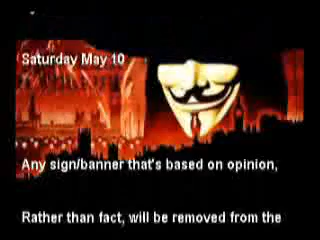 Saturday May 10
Any sign/banner that's based on opinion,
Rather than fact, will be removed from the